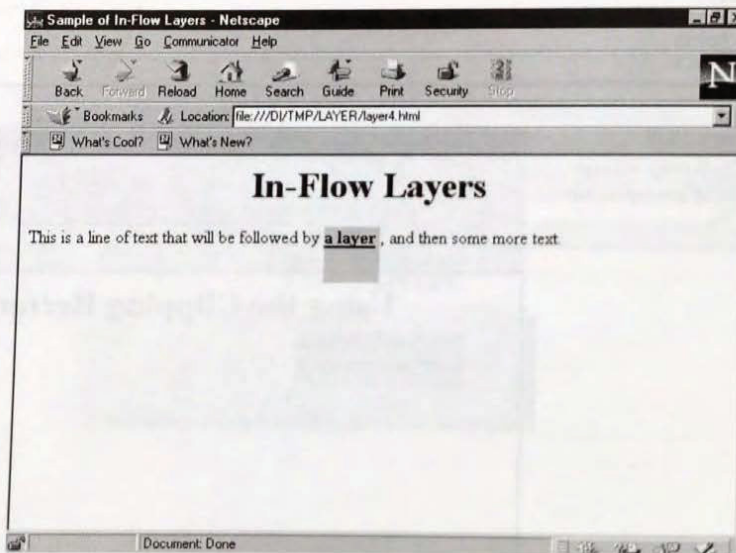 Sample of In-Flow Layers - Netscape
File Edit View Go Communicator Help
Back Forward Reload Home Search Guide Print Security Stop
N
Bookmarks Location: file:///D|/TMP/LAYER/layer4.html
What's Cool? What's New?
In-Flow Layers
This is a line of text that will be followed by a layer , and then some more text.
Document: Done